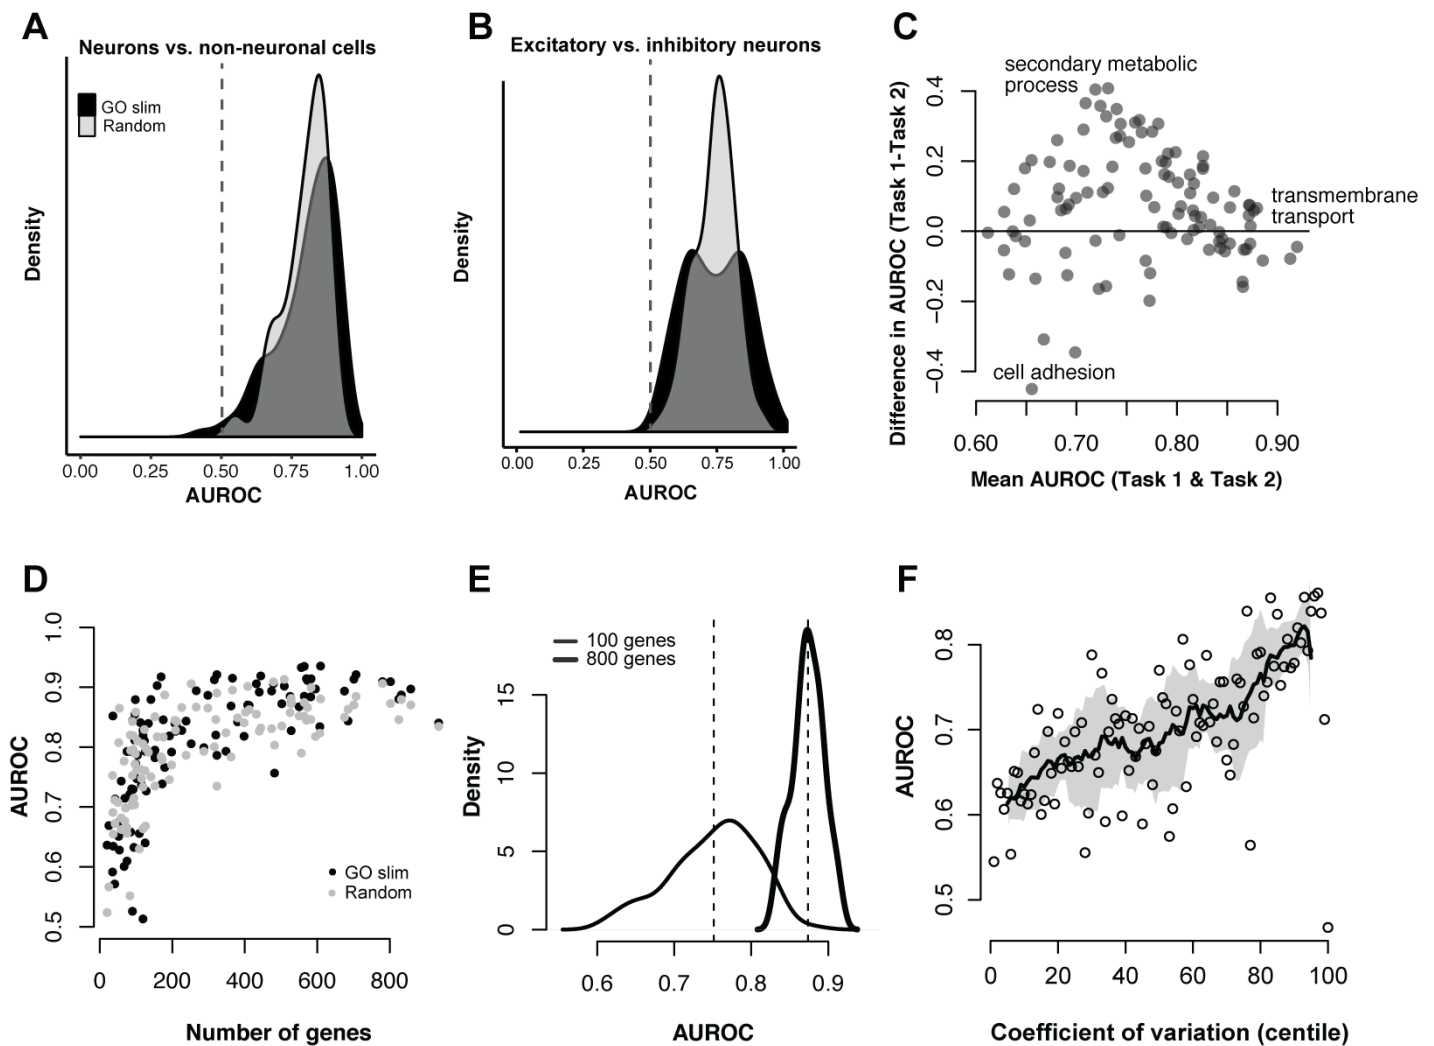 A
Neurons vs. non-neuronal cells
GO slim
Random
Density
0.00 0.25 0.50 0.75 1.00
AUROC
B
Excitatory vs. inhibitory neurons
Density
0.00 0.25 0.50 0.75 1.00
AUROC
C
secondary metabolic
process
transmembrane
transport
cell adhesion
Difference in AUROC (Task 1-Task 2)
0.4
0.2
0.0
−0.2
−0.4
0.60 0.70 0.80 0.90
Mean AUROC (Task 1 & Task 2)
D
AUROC
1.0
0.9
0.8
0.7
0.6
0.5
GO slim
Random
0 200 400 600 800
Number of genes
E
100 genes
800 genes
Dunsity
15
10
5
0
0.6 0.7 0.8 0.9
AUROC
F
AUROC
0.8
0.7
0.6
0.5
0 20 40 60 80 100
Coefficient of variation (centile)